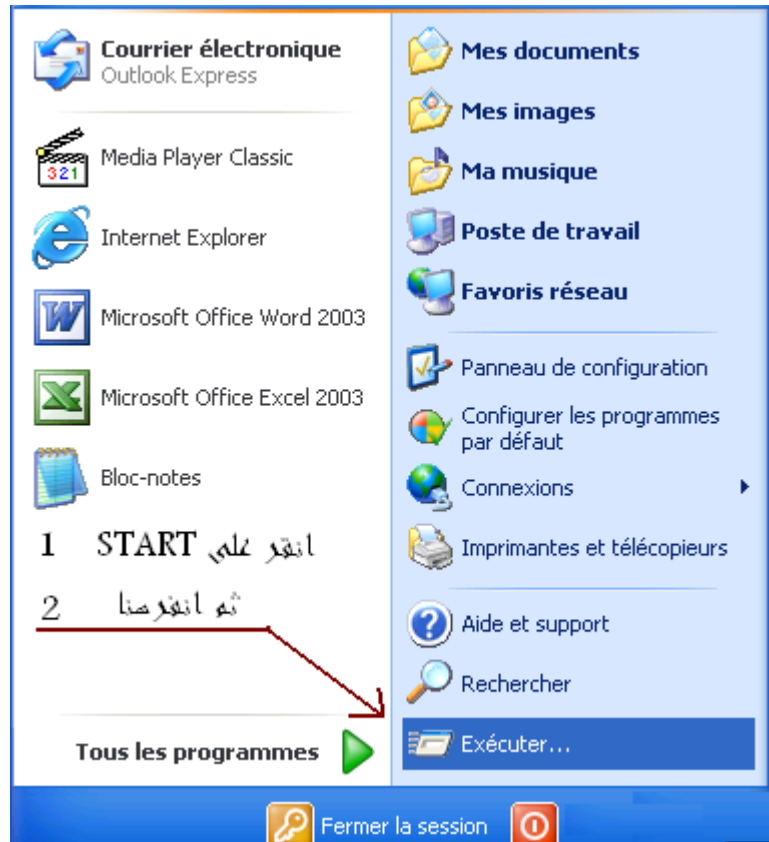 Courrier électronique
Outlook Express
Media Player Classic
321
Internet Explorer
Microsoft Office Word 2003
Microsoft Office Excel 2003
Bloc-notes
1 انقر على START
2 ثم انقر هنا
Tous les programmes
Mes documents
Mes images
Ma musique
Poste de travail
Favoris réseau
Panneau de configuration
Configurer les programmes
par défaut
Connexions
Imprimantes et télécopieurs
Aide et support
Rechercher
Exécuter...
Fermer la session